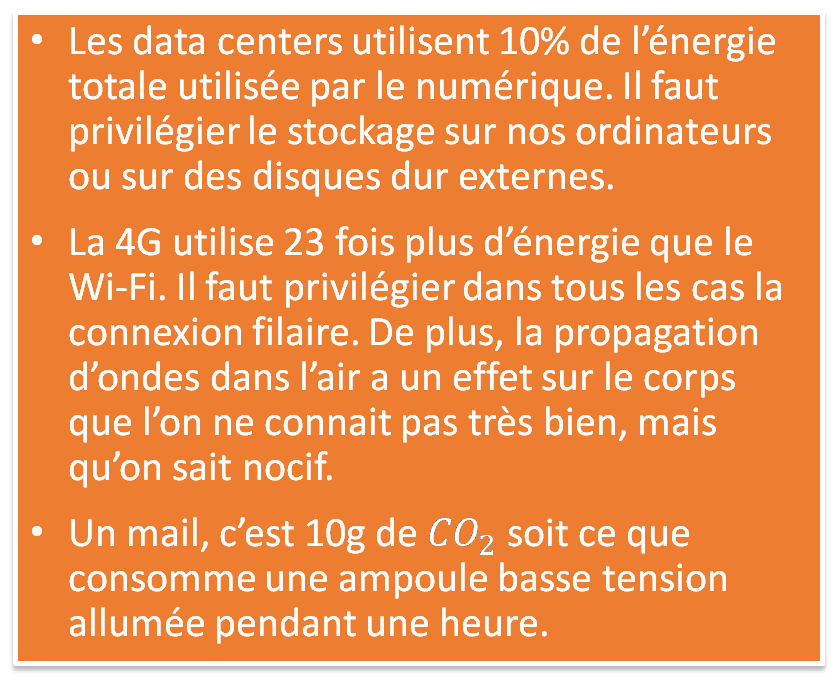 • Les data centers utilisent 10% de l’énergie
totale utilisée par le numérique. Il faut
privilégier le stockage sur nos ordinateurs
ou sur des disques dur externes.
• La 4G utilise 23 fois plus d’énergie que le
Wi-Fi. Il faut privilégier dans tous les cas la
connexion filaire. De plus, la propagation
d’ondes dans l’air a un effet sur le corps
que l’on ne connait pas très bien, mais
qu’on sait nocif.
• Un mail, c’est 10g de CO₂ soit ce que
consomme une ampoule basse tension
allumée pendant une heure.